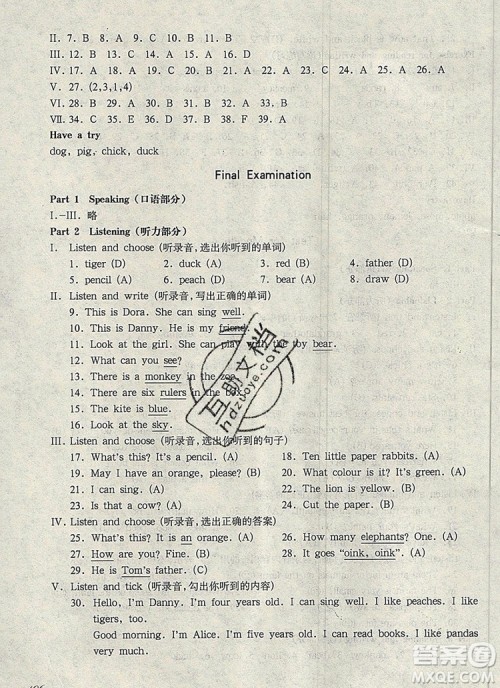 II. 7. B 8. B 9. A 10. A 11. B
III. 12. B 13. B 14. A 15. A 16. D
IV. 17. A 18. A 19. A 20. A 21. A 22. A 23. A 24. A 25. A 26. A
V. 27. (2,3,1,4)
VI. 28. B 29. A 30. B 31. B 32. B 33. A
VII. 34. C 35. E 36. B 37. D 38. F 39. A
Have a try
dog, pig, chick, duck
Final Examination
Part 1 Speaking (口语部分)
I.—III. 略
Part 2 Listening (听力部分)
I. Listen and choose (听录音,选出你听到的单词)
1. tiger (D) 2. duck (A) 3. red (A) 4. father (D)
5. pencil (A) 6. peach (D) 7. bear (A) 8. draw (D)
II. Listen and write (听录音,写出正确的单词)
9. This is Dora. She can sing well.
10. This is Danny. He is my friend.
11. Look at the girl. She can play with the toy bear.
12. What can you see?
13. There is a monkey in the zoo.
14. There are six rulers in the
15. The kite is blue.
16. Look at the sky.
III. Listen and choose (听录音,选出你听到的句子)
17. What's this? It's a pencil. (A) 18. Ten little paper rabbits. (A)
19. May I have an orange, please? (B) 20. What colour is it? It's green. (A)
21. I can sing. (A) 22. The lion is yellow. (A)
23. Sit down, please. (A) 24. Cut the paper. (A)
IV. Listen and choose (听录音,选出正确的答案)
25. What's this? It is an orange. (A) 26. How many elephants? One. (A)
27. How are you? Fine. (A) 28. It goes "oink, oink". (A)
29. He is Tom's father. (A)
V. Listen and tick (听录音,勾出你听到的内容)
30. Hello, I'm Danny. I'm four years old. I can sing well. I like peaches. I like
tigers, too.
Good morning. I'm Alice. I'm five years old. I can read books. I like pandas
very much.
互助文档
hdzuoye.com
作业帮手
mxue.com